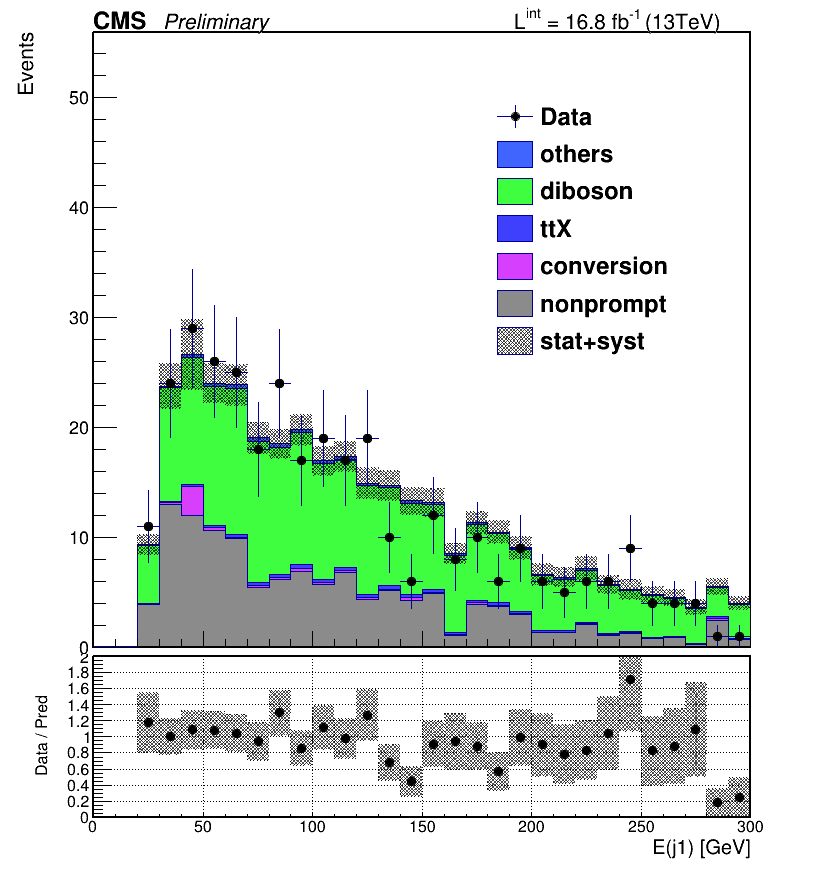 CMS Preliminary L^int = 16.8 fb^-1 (13TeV)
Events
50
40
30
20
10
0
Data
others
diboson
ttX
conversion
nonprompt
stat+syst
Data / Pred
2
1.8
1.6
1.4
1.2
1
0.8
0.6
0.4
0.2
0
0 50 100 150 200 250 300
E(j1) [GeV]